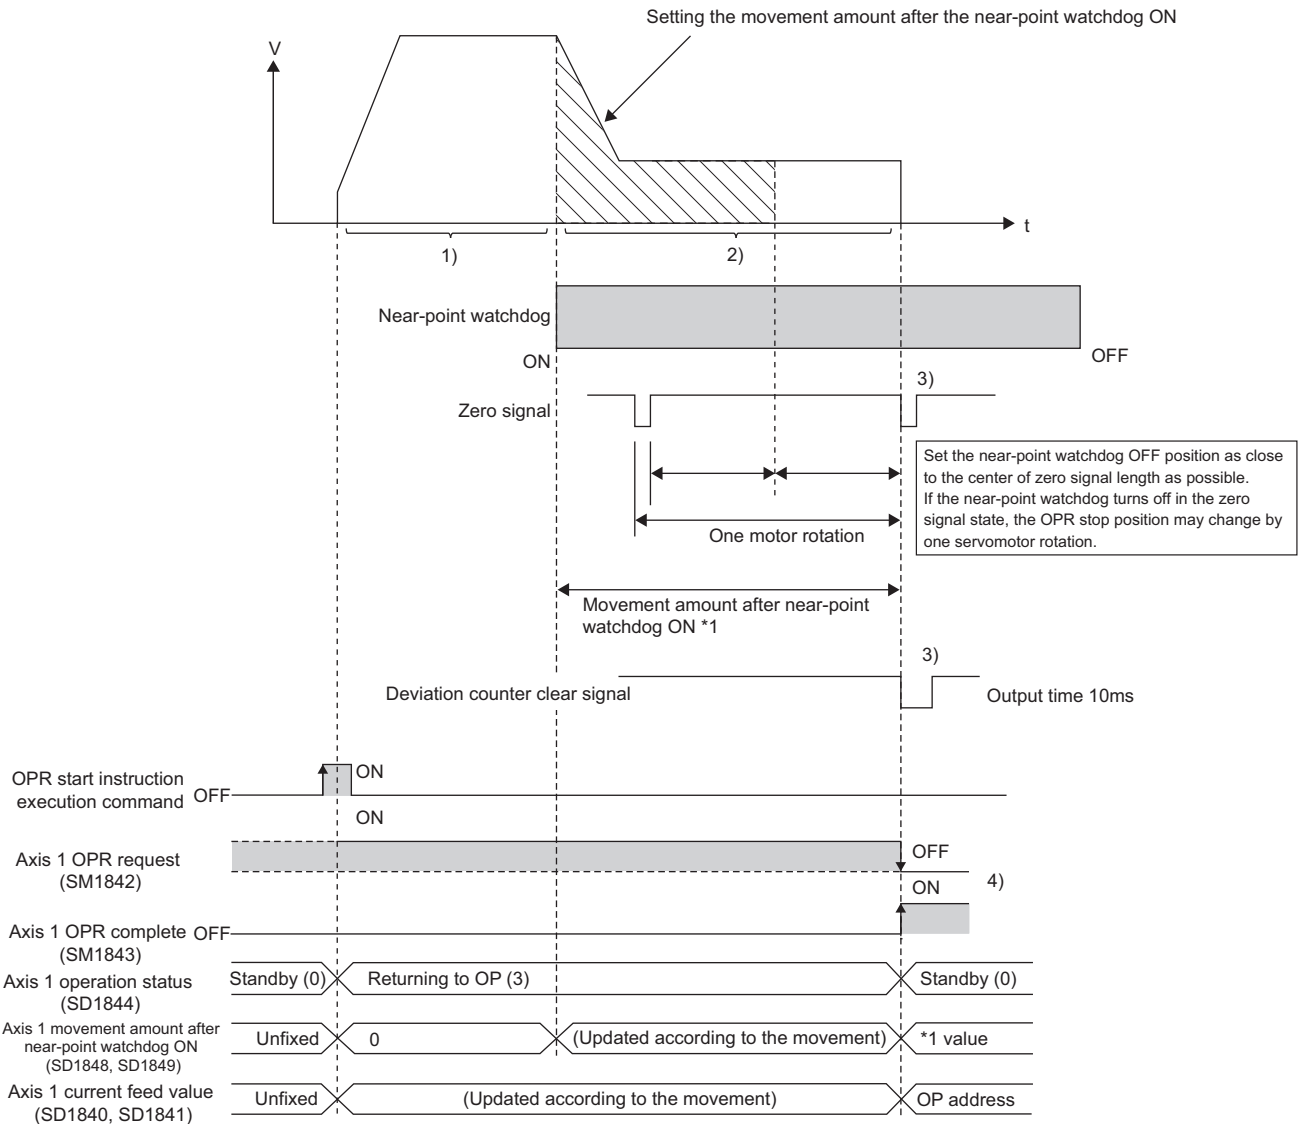 Setting the movement amount after the near-point watchdog ON
V
t
1)
2)
Near-point watchdog
ON
OFF
3)
Zero signal
Set the near-point watchdog OFF position as close
to the center of zero signal length as possible.
If the near-point watchdog turns off in the zero
signal state, the OPR stop position may change by
one servomotor rotation.
One motor rotation
Movement amount after near-point
watchdog ON *1
3)
Deviation counter clear signal
Output time 10ms
OPR start instruction
execution command
OFF
ON
ON
Axis 1 OPR request
(SM1842)
OFF
4)
ON
Axis 1 OPR complete
(SM1843)
OFF
Axis 1 operation status
(SD1844)
Standby (0)
Returning to OP (3)
Standby (0)
Axis 1 movement amount after
near-point watchdog ON
(SD1848, SD1849)
Unfixed
0
(Updated according to the movement)
*1 value
Axis 1 current feed value
(SD1840, SD1841)
Unfixed
(Updated according to the movement)
OP address